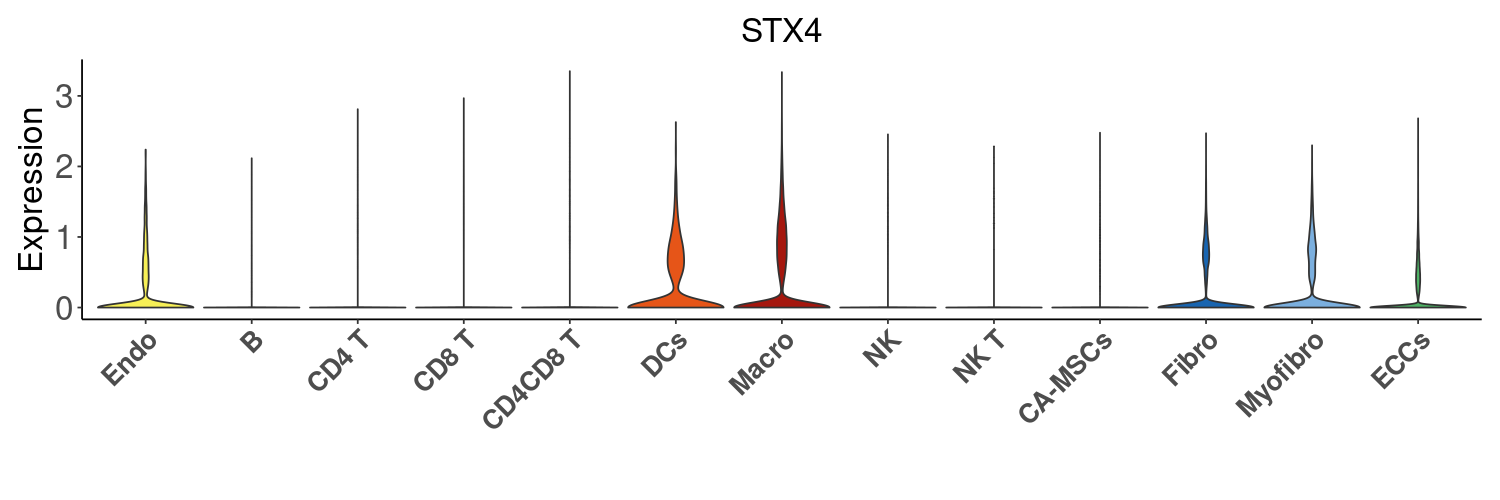 STX4
Expression
3
2
1
0
Endo
B
CD4 T
CD8 T
CD4CD8 T
DCs
Macro
NK
NK T
CA-MSCs
Fibro
Myofibro
ECCs